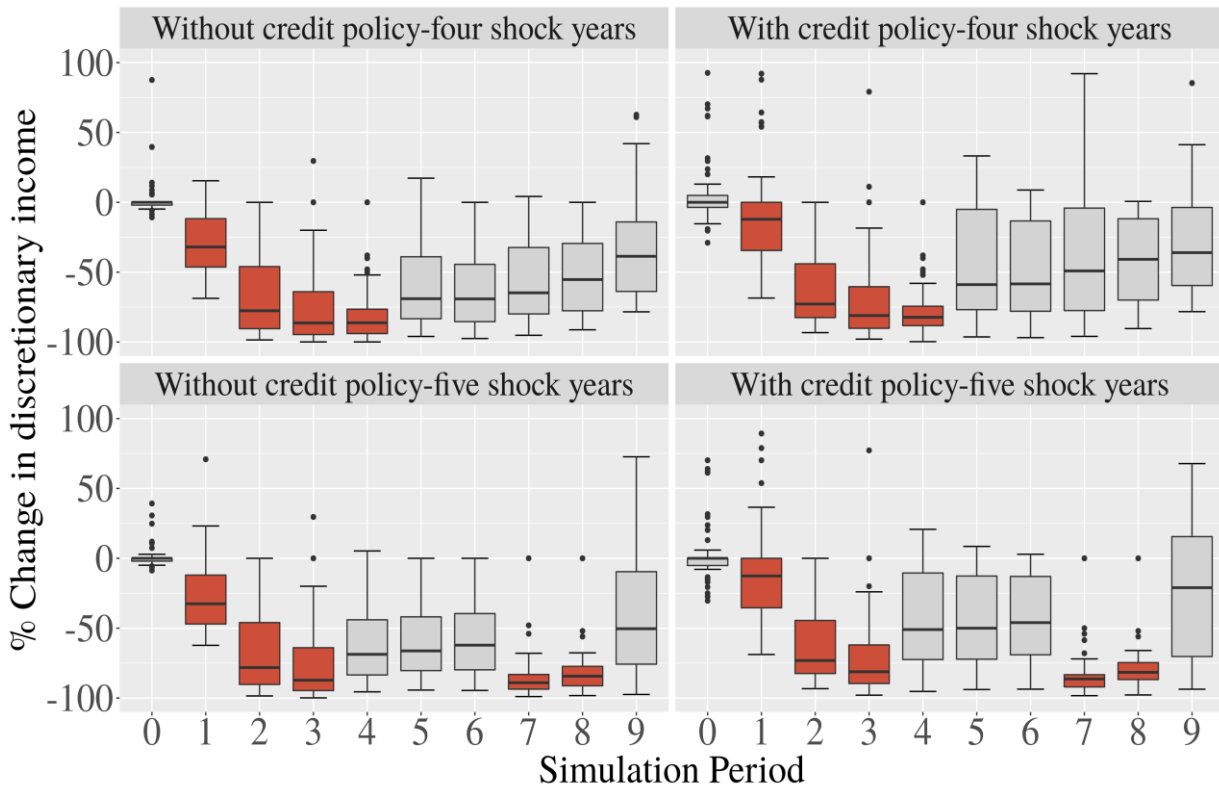 Without credit policy-four shock years
With credit policy-four shock years
100
50
0
-50
-100
Without credit policy-five shock years
With credit policy-five shock years
100
50
0
-50
-100
% Change in discretionary income
0 1 2 3 4 5 6 7 8 9
0 1 2 3 4 5 6 7 8 9
Simulation Period